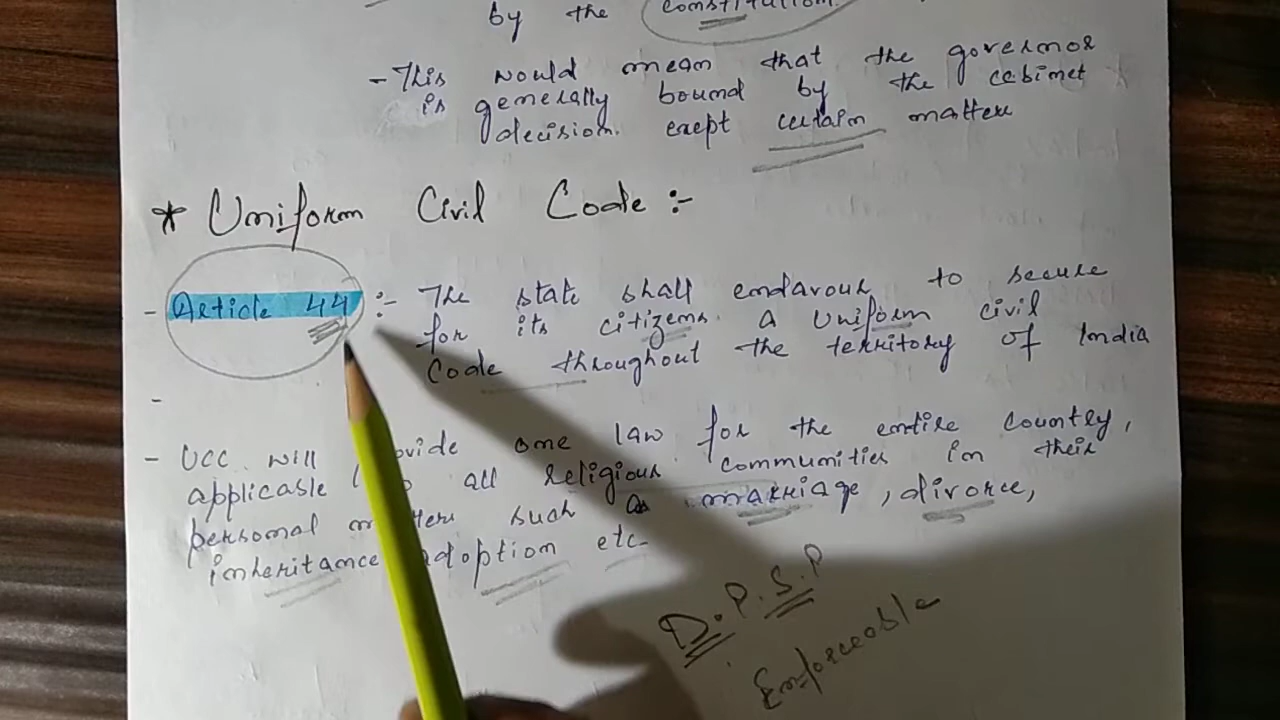 by the constitution.
- This would mean that the governor
is generally bound by the cebimet
decision. exept certain matters
* Uniform Civil Code :-
- Article 44 :- The state shall endavour to secure
for its citizens a Uniform civil
Code throughout the territory of India
-
- UCC will one law for the entire country,
applicable all religious communities in their
personal such as marriage, divorce,
inheritance adoption etc-
D.P.S.P
Enforceable